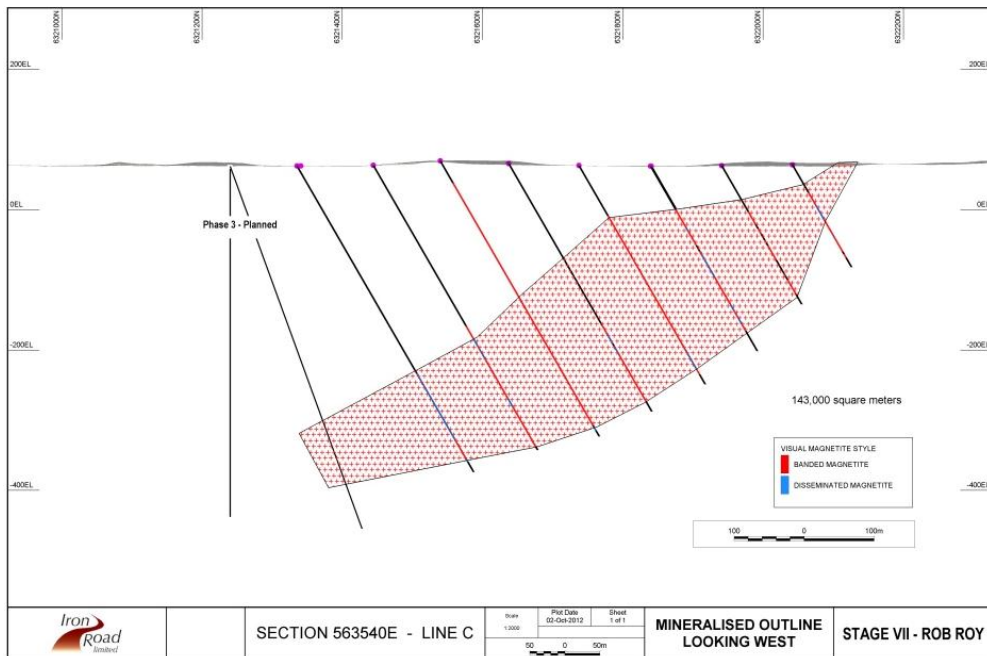 6321000N
6321200N
6321400N
6321600N
6321800N
6322000N
6322200N
200EL
200EL
0EL
0EL
-200EL
-200EL
-400EL
-400EL
Phase 3 - Planned
143,000 square meters
VISUAL MAGNETITE STYLE
BANDED MAGNETITE
DISSEMINATED MAGNETITE
100 0 100m
Iron
Road
limited
SECTION 563540E - LINE C
Scale
Plot Date
02-Oct-2012
Sheet
1 of 1
50 0 50m
MINERALISED OUTLINE
LOOKING WEST
STAGE VII - ROB ROY